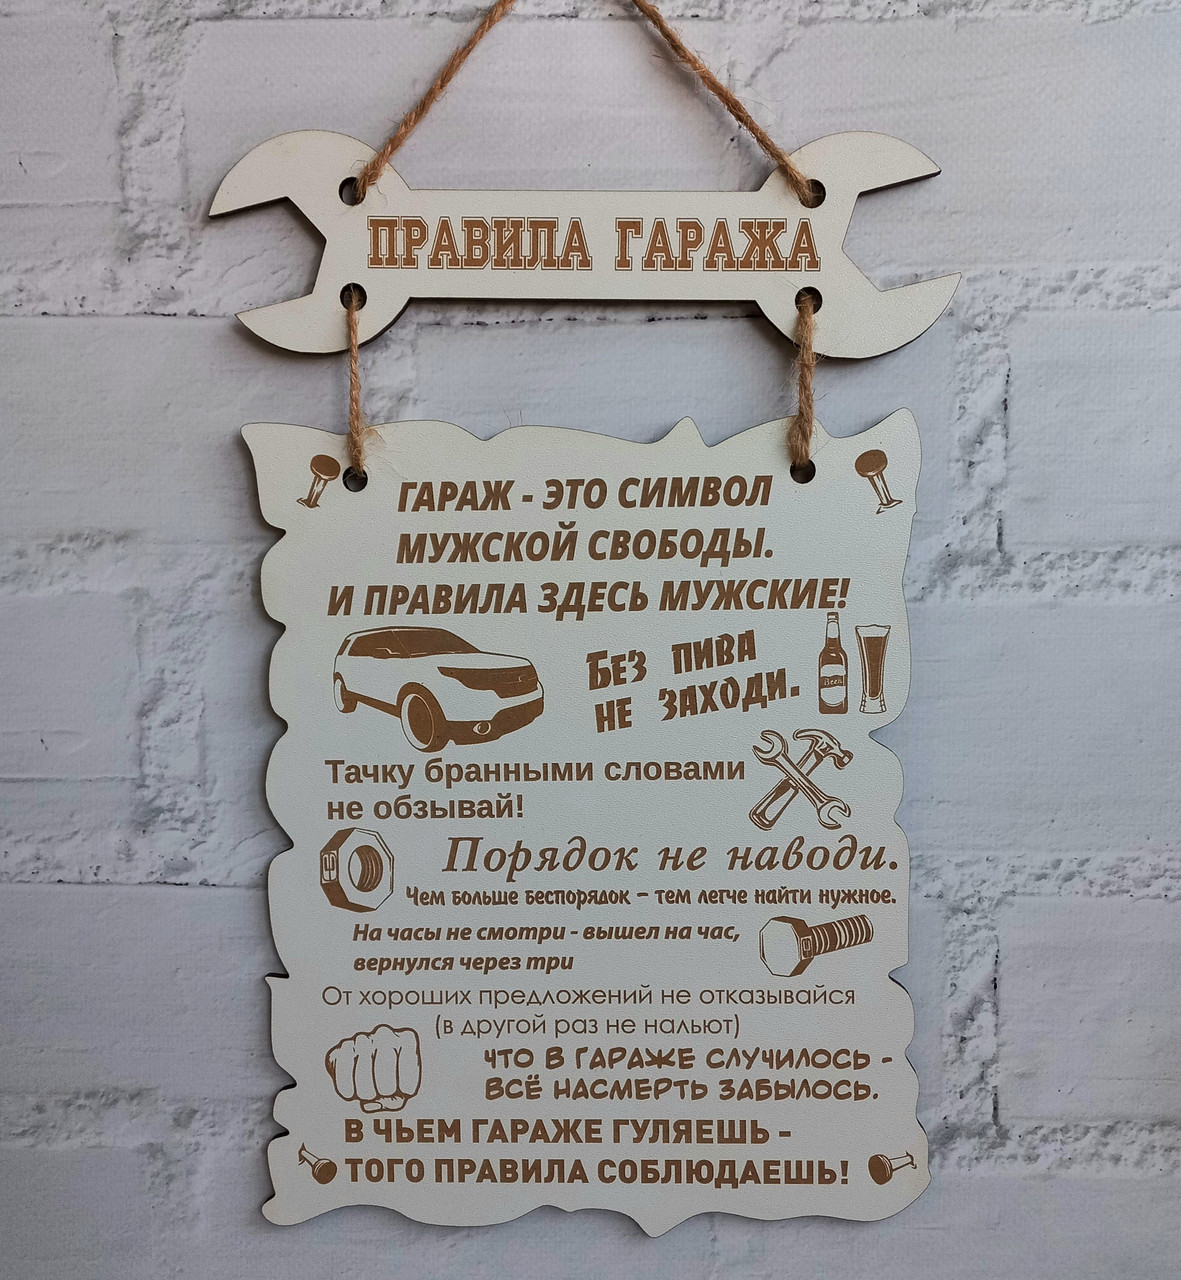 ПРАВИЛА ГАРАЖА
ГАРАЖ - ЭТО СИМВОЛ
МУЖСКОЙ СВОБОДЫ.
И ПРАВИЛА ЗДЕСЬ МУЖСКИЕ!
БЕЗ ПИВА
НЕ ЗАХОДИ.
Beer
Тачку бранными словами
не обзывай!
Порядок не наводи.
Чем больше беспорядок - тем легче найти нужное.
На часы не смотри - вышел на час,
вернулся через три
От хороших предложений не отказывайся
(в другой раз не нальют)
ЧТО В ГАРАЖЕ СЛУЧИЛОСЬ -
ВСЁ НАСМЕРТЬ ЗАБЫЛОСЬ.
В ЧЬЕМ ГАРАЖЕ ГУЛЯЕШЬ -
ТОГО ПРАВИЛА СОБЛЮДАЕШЬ!